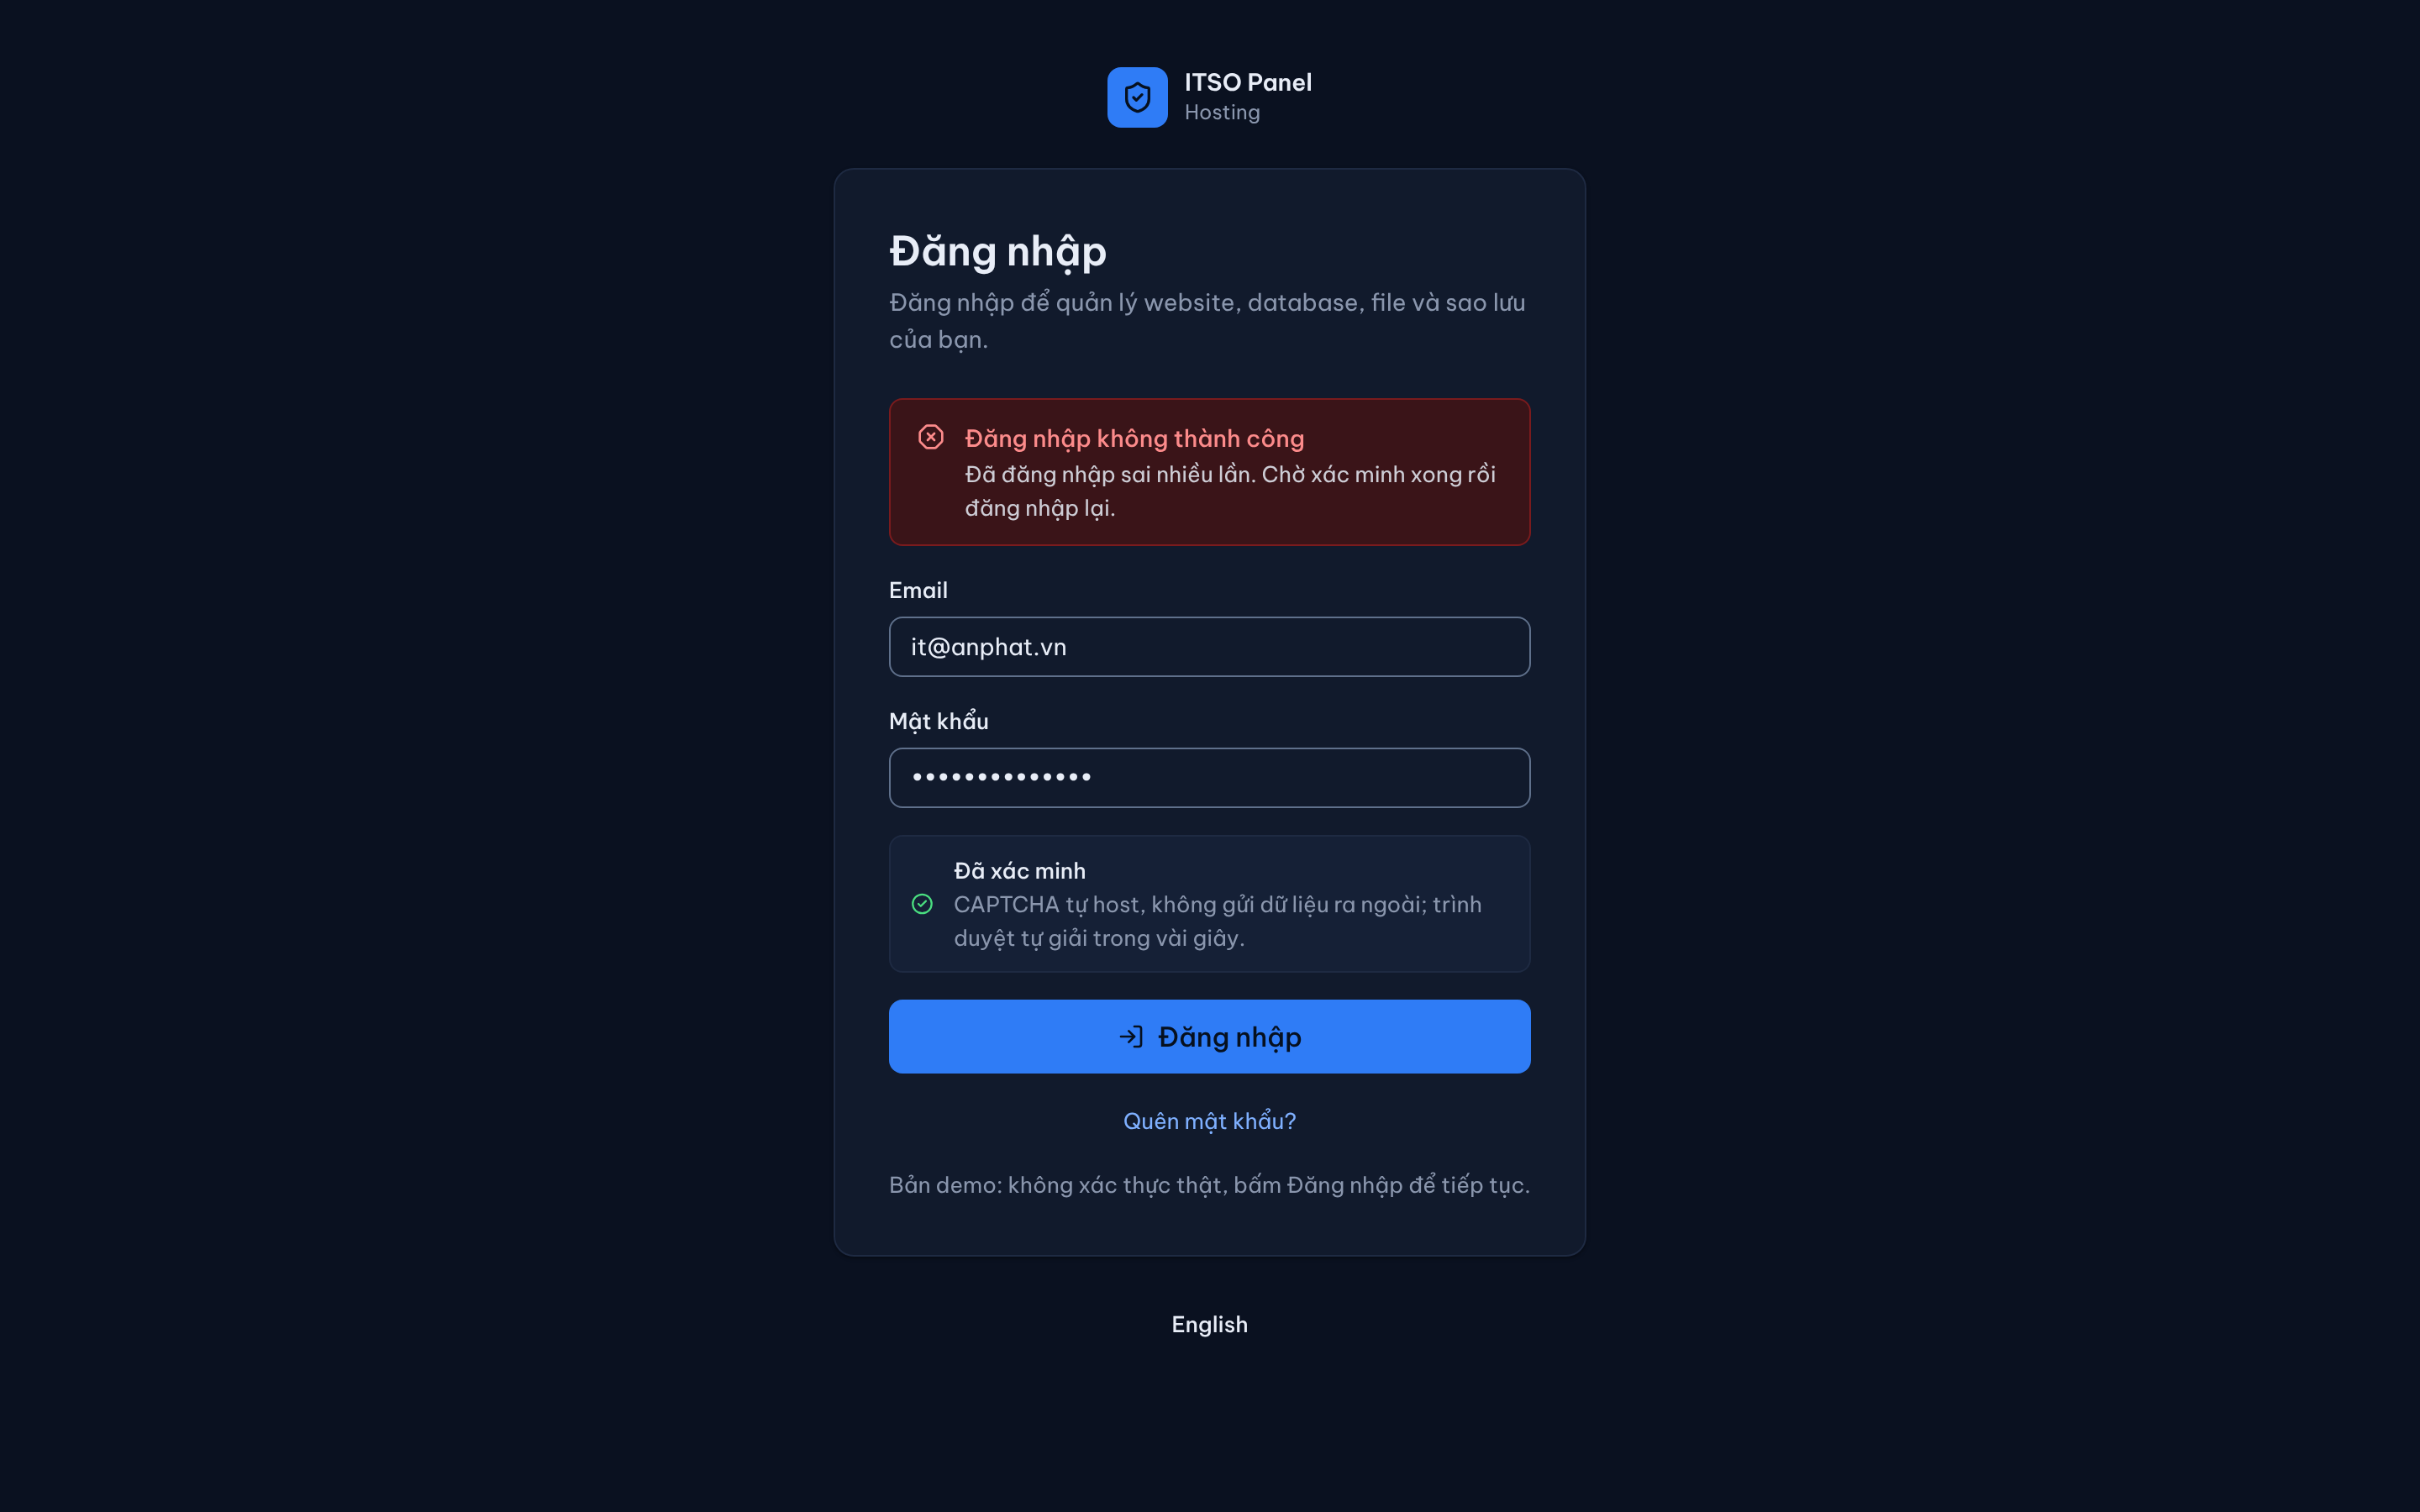 ITSO Panel
Hosting
Đăng nhập
Đăng nhập để quản lý website, database, file và sao lưu
của bạn.
Đăng nhập không thành công
Đã đăng nhập sai nhiều lần. Chờ xác minh xong rồi
đăng nhập lại.
Email
it@anphat.vn
Mật khẩu
••••••••••••••
Đã xác minh
CAPTCHA tự host, không gửi dữ liệu ra ngoài; trình
duyệt tự giải trong vài giây.
Đăng nhập
Quên mật khẩu?
Bản demo: không xác thực thật, bấm Đăng nhập để tiếp tục.
English